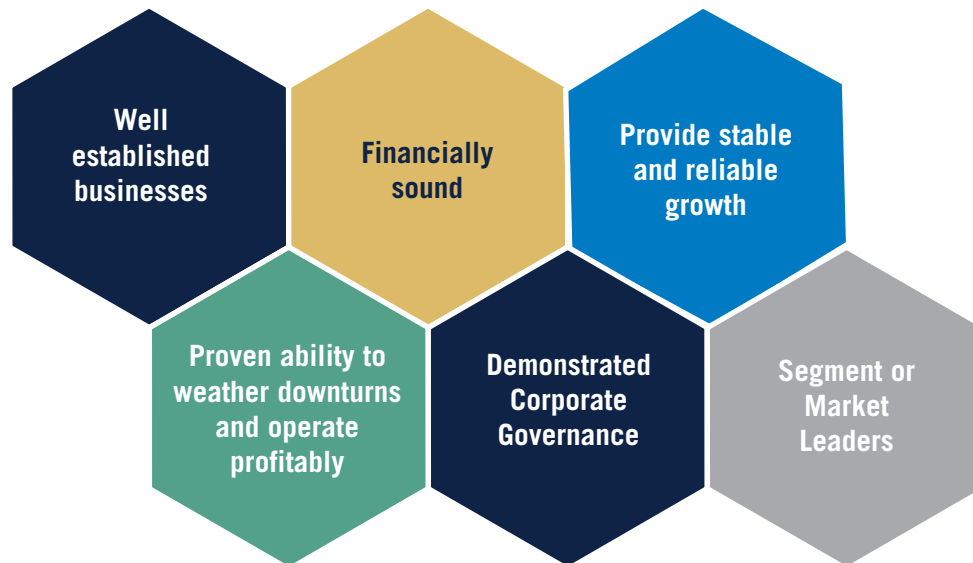 Well
established
businesses
Financially
sound
Provide stable
and reliable
growth
Proven ability to
weather downturns
and operate
profitably
Demonstrated
Corporate
Governance
Segment or
Market
Leaders